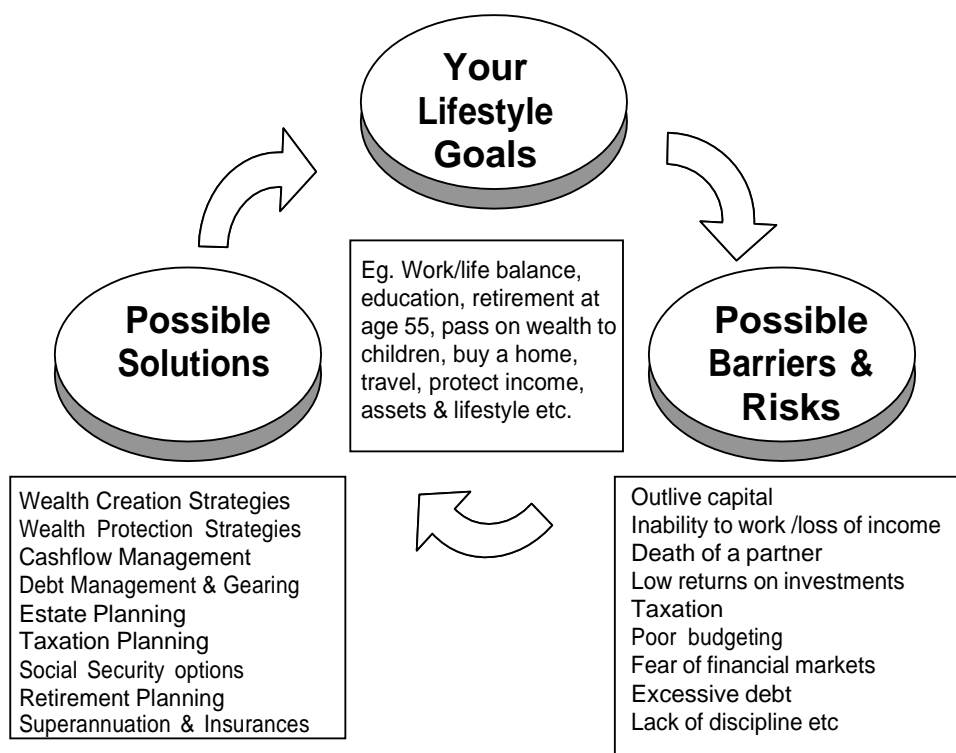 Your
Lifestyle
Goals
Eg. Work/life balance,
education, retirement at
age 55, pass on wealth to
children, buy a home,
travel, protect income,
assets & lifestyle etc.
Possible
Barriers &
Risks
Outlive capital
Inability to work /loss of income
Death of a partner
Low returns on investments
Taxation
Poor budgeting
Fear of financial markets
Excessive debt
Lack of discipline etc
Possible
Solutions
Wealth Creation Strategies
Wealth Protection Strategies
Cashflow Management
Debt Management & Gearing
Estate Planning
Taxation Planning
Social Security options
Retirement Planning
Superannuation & Insurances